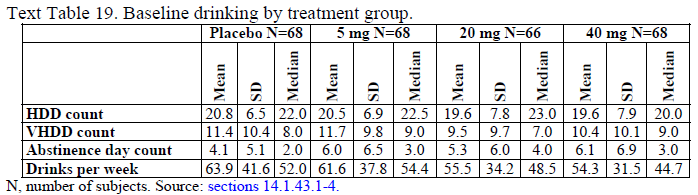 Text Table 19. Baseline drinking by treatment group.
Placebo N=68 5 mg N=68 20 mg N=66 40 mg N=68
Mean SD Median Mean SD Median Mean SD Median Mean SD Median
HDD count 20.8 6.5 22.0 20.5 6.9 22.5 19.6 7.8 23.0 19.6 7.9 20.0
VHDD count 11.4 10.4 8.0 11.7 9.8 9.0 9.5 9.7 7.0 10.4 10.1 9.0
Abstinence day count 4.1 5.1 2.0 6.0 6.5 3.0 5.3 6.0 4.0 6.1 6.9 3.0
Drinks per week 63.9 41.6 52.0 61.6 37.8 54.4 55.5 34.2 48.5 54.3 31.5 44.7
N, number of subjects. Source: sections 14.1.43.1-4.